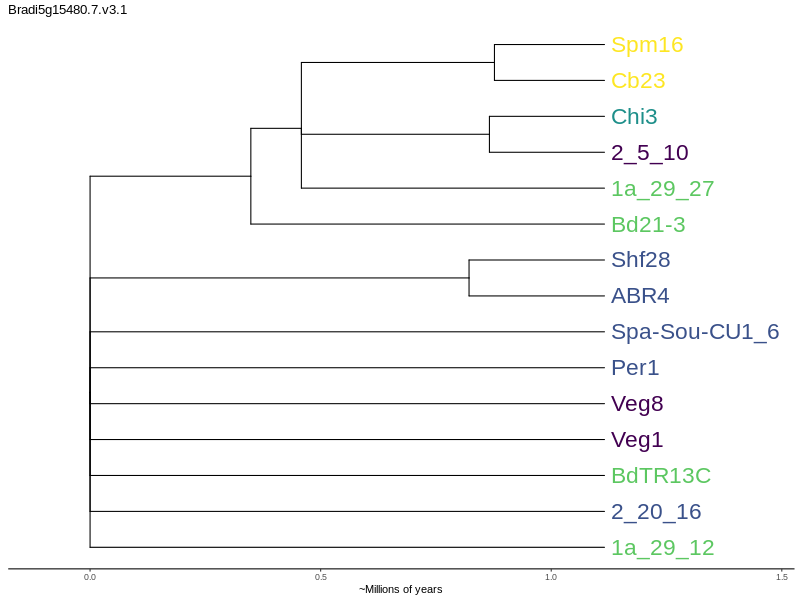 Bradi5g15480.7.v3.1
Spm16
Cb23
Chi3
2_5_10
1a_29_27
Bd21-3
Shf28
ABR4
Spa-Sou-CU1_6
Per1
Veg8
Veg1
BdTR13C
2_20_16
1a_29_12
0.0 0.5 1.0 1.5
~Millions of years